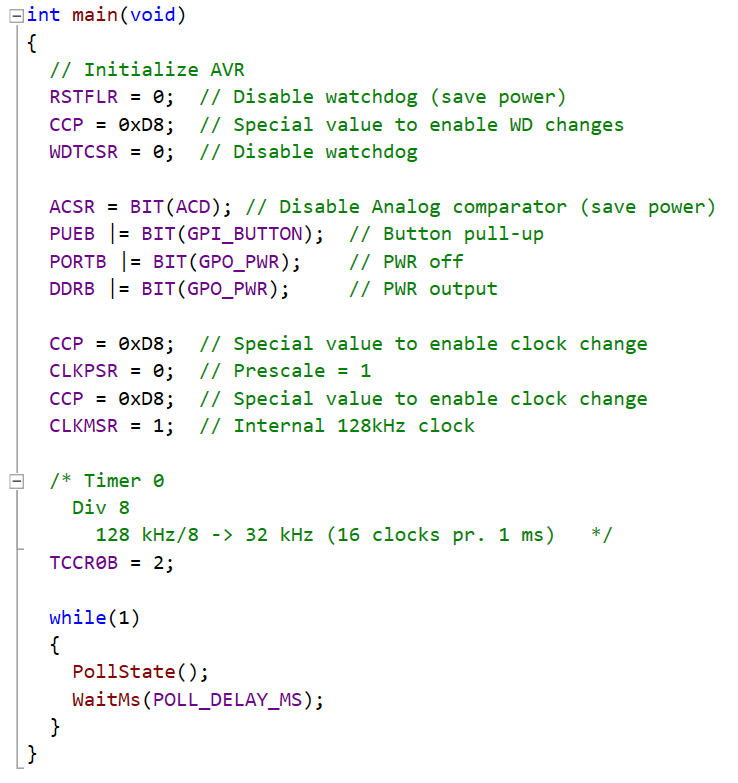 int main(void)
{
// Initialize AVR
RSTFLR = 0;  // Disable watchdog (save power)
CCP = 0xD8;  // Special value to enable WD changes
WDTCSR = 0;  // Disable watchdog
ACSR = BIT(ACD); // Disable Analog comparator (save power)
PUEB |= BIT(GPI_BUTTON);  // Button pull-up
PORTB |= BIT(GPO_PWR);    // PWR off
DDRB |= BIT(GPO_PWR);     // PWR output
CCP = 0xD8;  // Special value to enable clock change
CLKPSR = 0;  // Prescale = 1
CCP = 0xD8;  // Special value to enable clock change
CLKMSR = 1;  // Internal 128kHz clock
/* Timer 0
Div 8
128 kHz/8 -> 32 kHz (16 clocks pr. 1 ms)   */
TCCR0B = 2;
while(1)
{
PollState();
WaitMs(POLL_DELAY_MS);
}
}